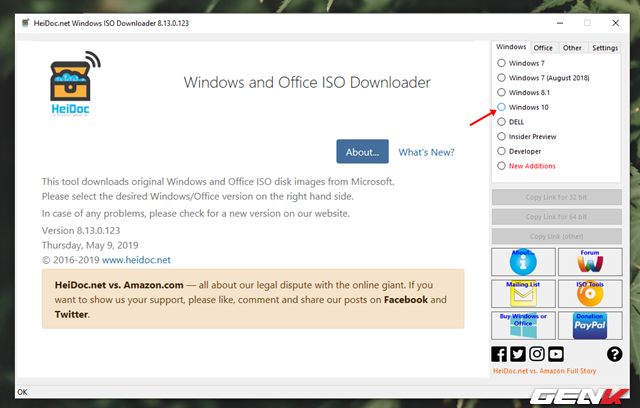 HeiDoc.net Windows ISO Downloader 8.13.0.123
HeiDoc
Windows and Office ISO Downloader
About...
What's New?
This tool downloads original Windows and Office ISO disk images from Microsoft.
Please select the desired Windows/Office version on the right hand side.
In case of any problems, please check for a new version on our website.
Version 8.13.0.123
Thursday, May 9, 2019
© 2016-2019 www.heidoc.net
HeiDoc.net vs. Amazon.com — all about our legal dispute with the online giant. If you
want to show us your support, please like, comment and share our posts on Facebook and
Twitter.
Windows
Office
Other
Settings
Windows 7
Windows 7 (August 2018)
Windows 8.1
Windows 10
DELL
Insider Preview
Developer
New Additions
Copy Link for 32 bit
Copy Link for 64 bit
Copy Link (other)
About...
Forum
Mailing List
ISO Tools
Buy Windows or
Office...
Donation
PayPal
HeiDoc.net vs. Amazon Full Story
OK
GENK